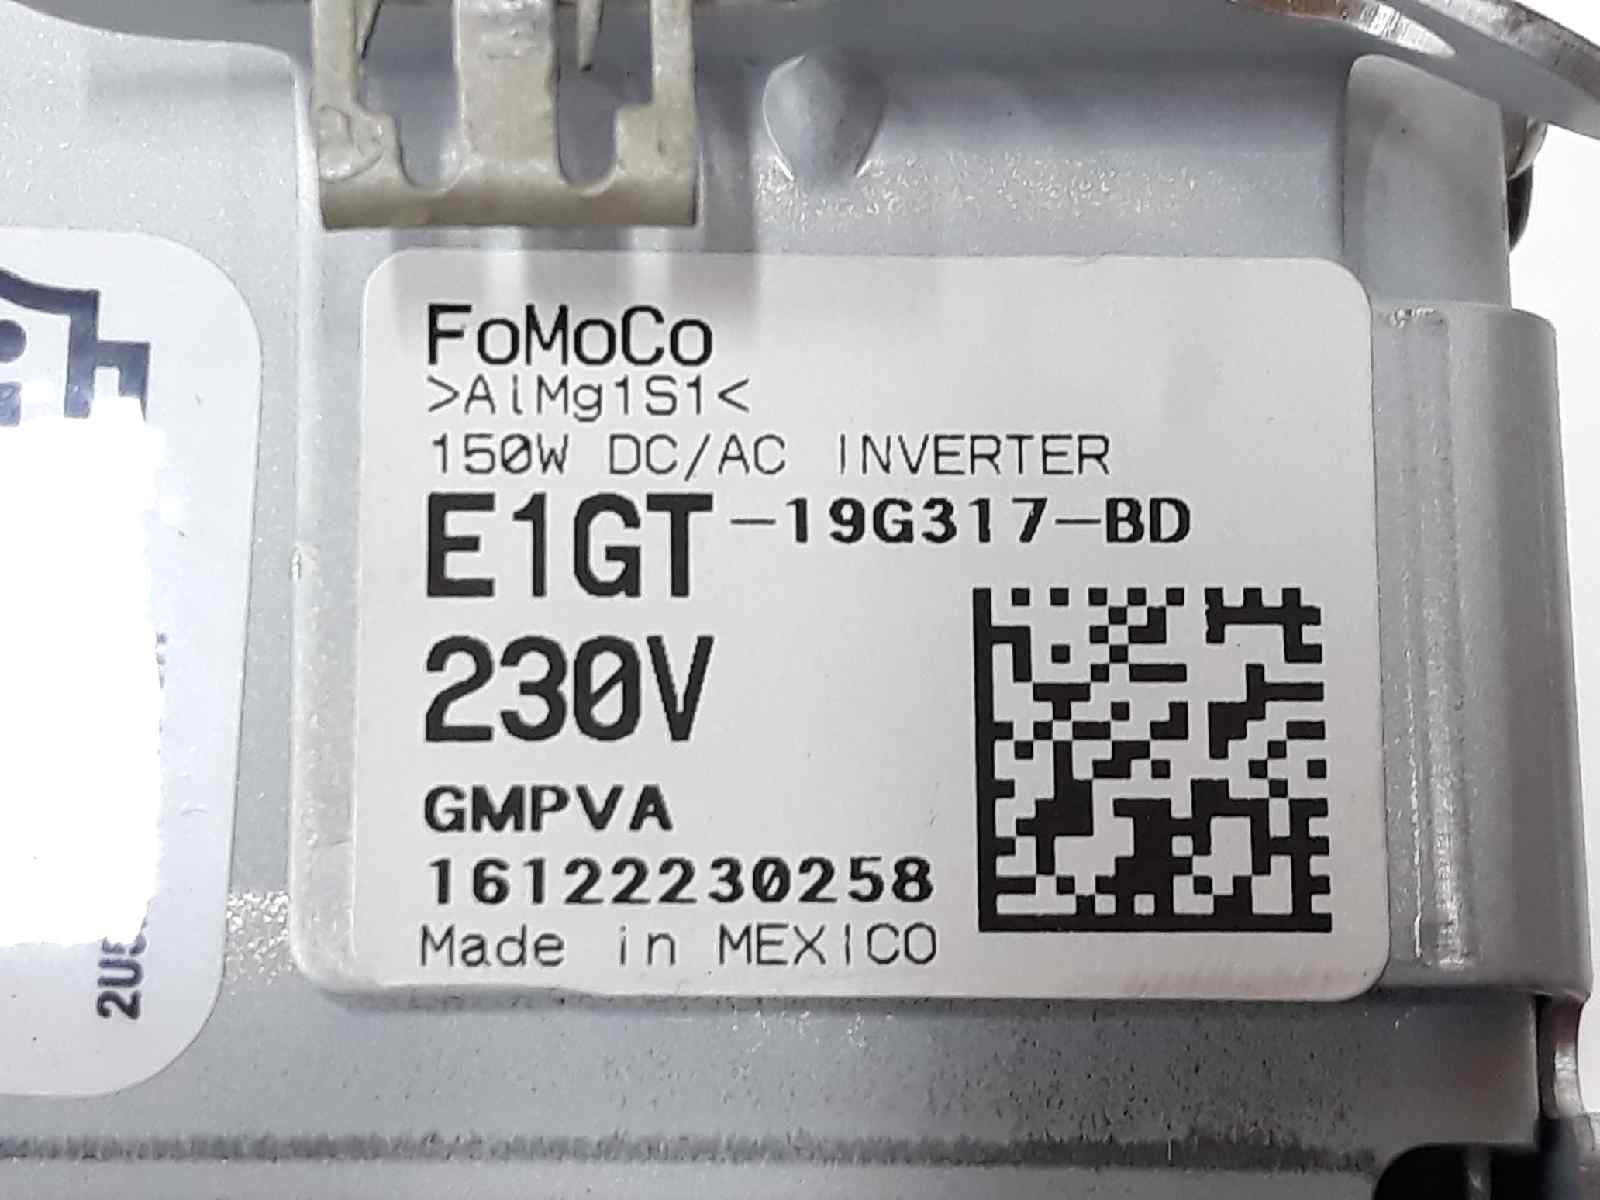 FoMoCo
>AlMg1S1<
150W DC/AC INVERTER
E1GT-19G317-BD
230V
GMPVA
16122230258
Made in MEXICO